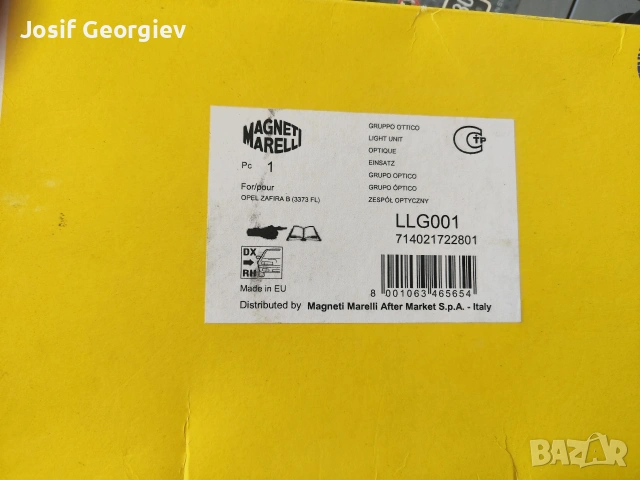 Josif Georgiev
MAGNETI
MARELLI
Pc 1
For/pour
OPEL ZAFIRA B (3373 FL)
DX
RH
Made in EU
GRUPPO OTTICO
LIGHT UNIT
OPTIQUE
EINSATZ
GRUPO OPTICO
GRUPO ÓPTICO
ZESPÓŁ OPTYCZNY
LLG001
714021722801
8 001063 465654
Distributed by Magneti Marelli After Market S.p.A. - Italy
BAZAR